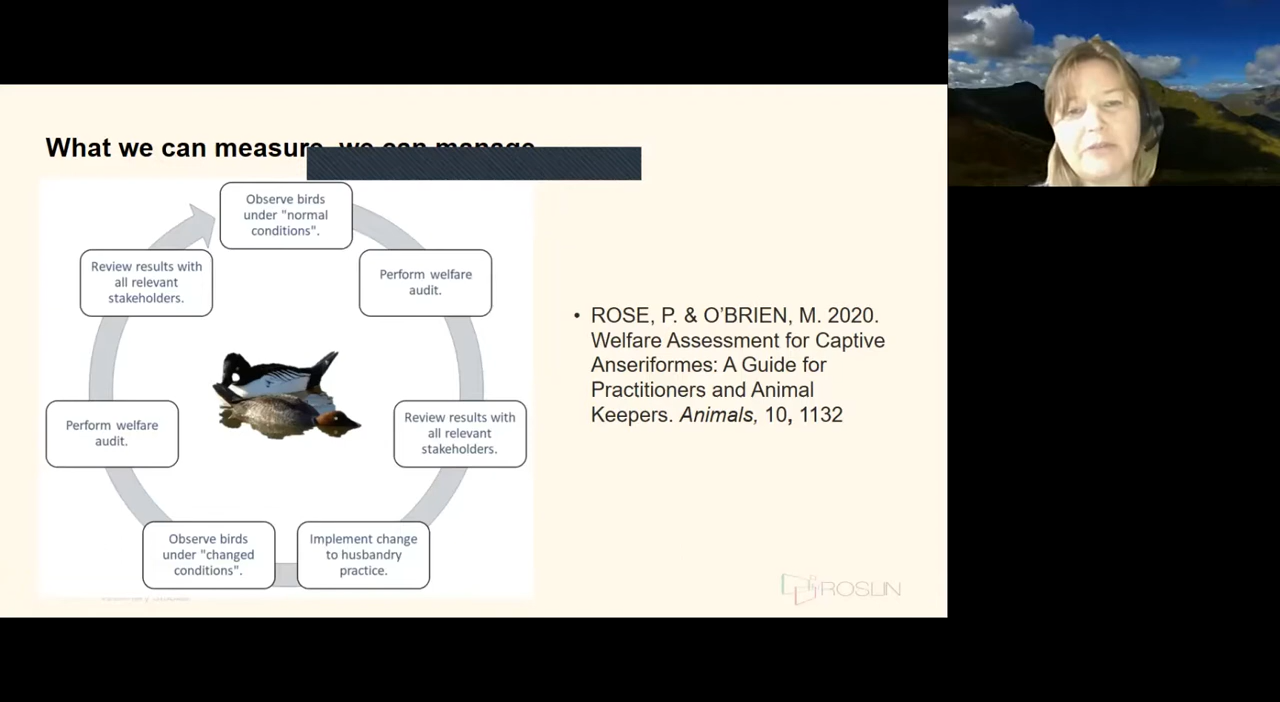 What we can measure, we can manage
Observe birds
under "normal
conditions".
Perform welfare
audit.
Review results with
all relevant
stakeholders.
Implement change
to husbandry
practice.
Observe birds
under "changed
conditions".
Perform welfare
audit.
Review results with
all relevant
stakeholders.
• ROSE, P. & O’BRIEN, M. 2020.
Welfare Assessment for Captive
Anseriformes: A Guide for
Practitioners and Animal
Keepers. Animals, 10, 1132
ROSLIN